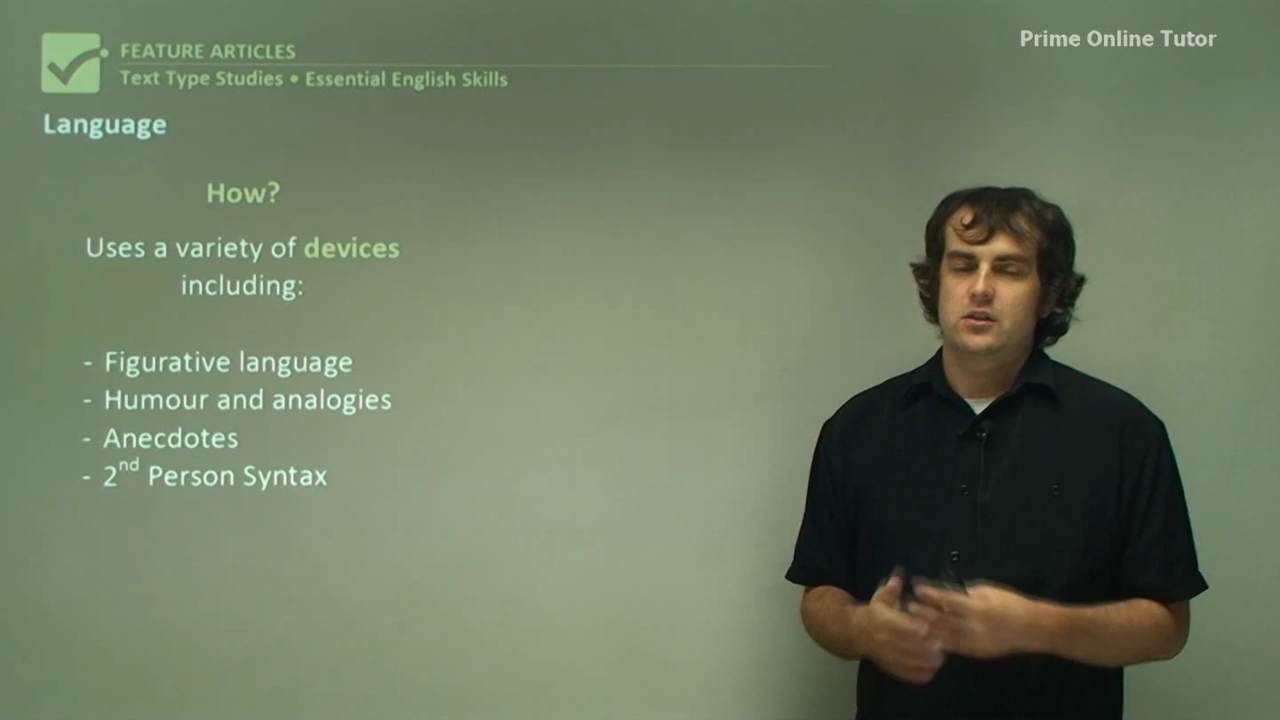 FEATURE ARTICLES
Text Type Studies • Essential English Skills
Prime Online Tutor
Language
How?
Uses a variety of devices
including:
- Figurative language
- Humour and analogies
- Anecdotes
- 2nd Person Syntax